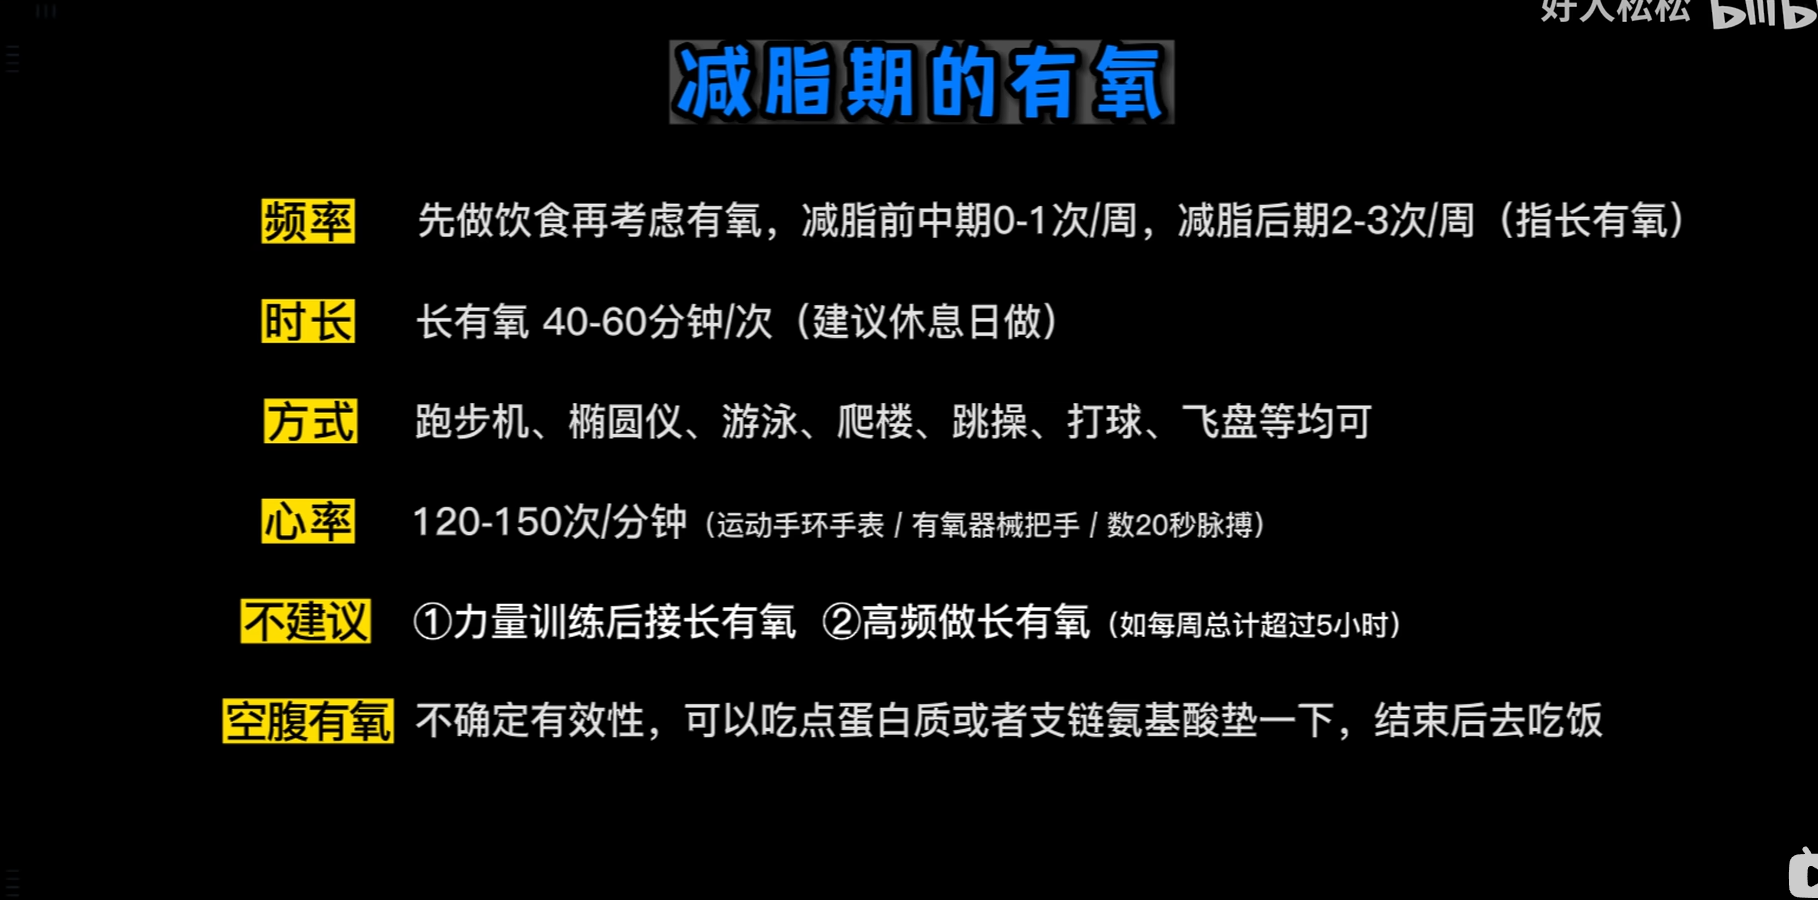 好人松松 bilibili
减脂期的有氧
频率 先做饮食再考虑有氧，减脂前中期0-1次/周，减脂后期2-3次/周（指长有氧）
时长 长有氧 40-60分钟/次（建议休息日做）
方式 跑步机、椭圆仪、游泳、爬楼、跳操、打球、飞盘等均可
心率 120-150次/分钟（运动手环手表 / 有氧器械把手 / 数20秒脉搏）
不建议 ①力量训练后接长有氧 ②高频做长有氧（如每周总计超过5小时）
空腹有氧 不确定有效性，可以吃点蛋白质或者支链氨基酸垫一下，结束后去吃饭